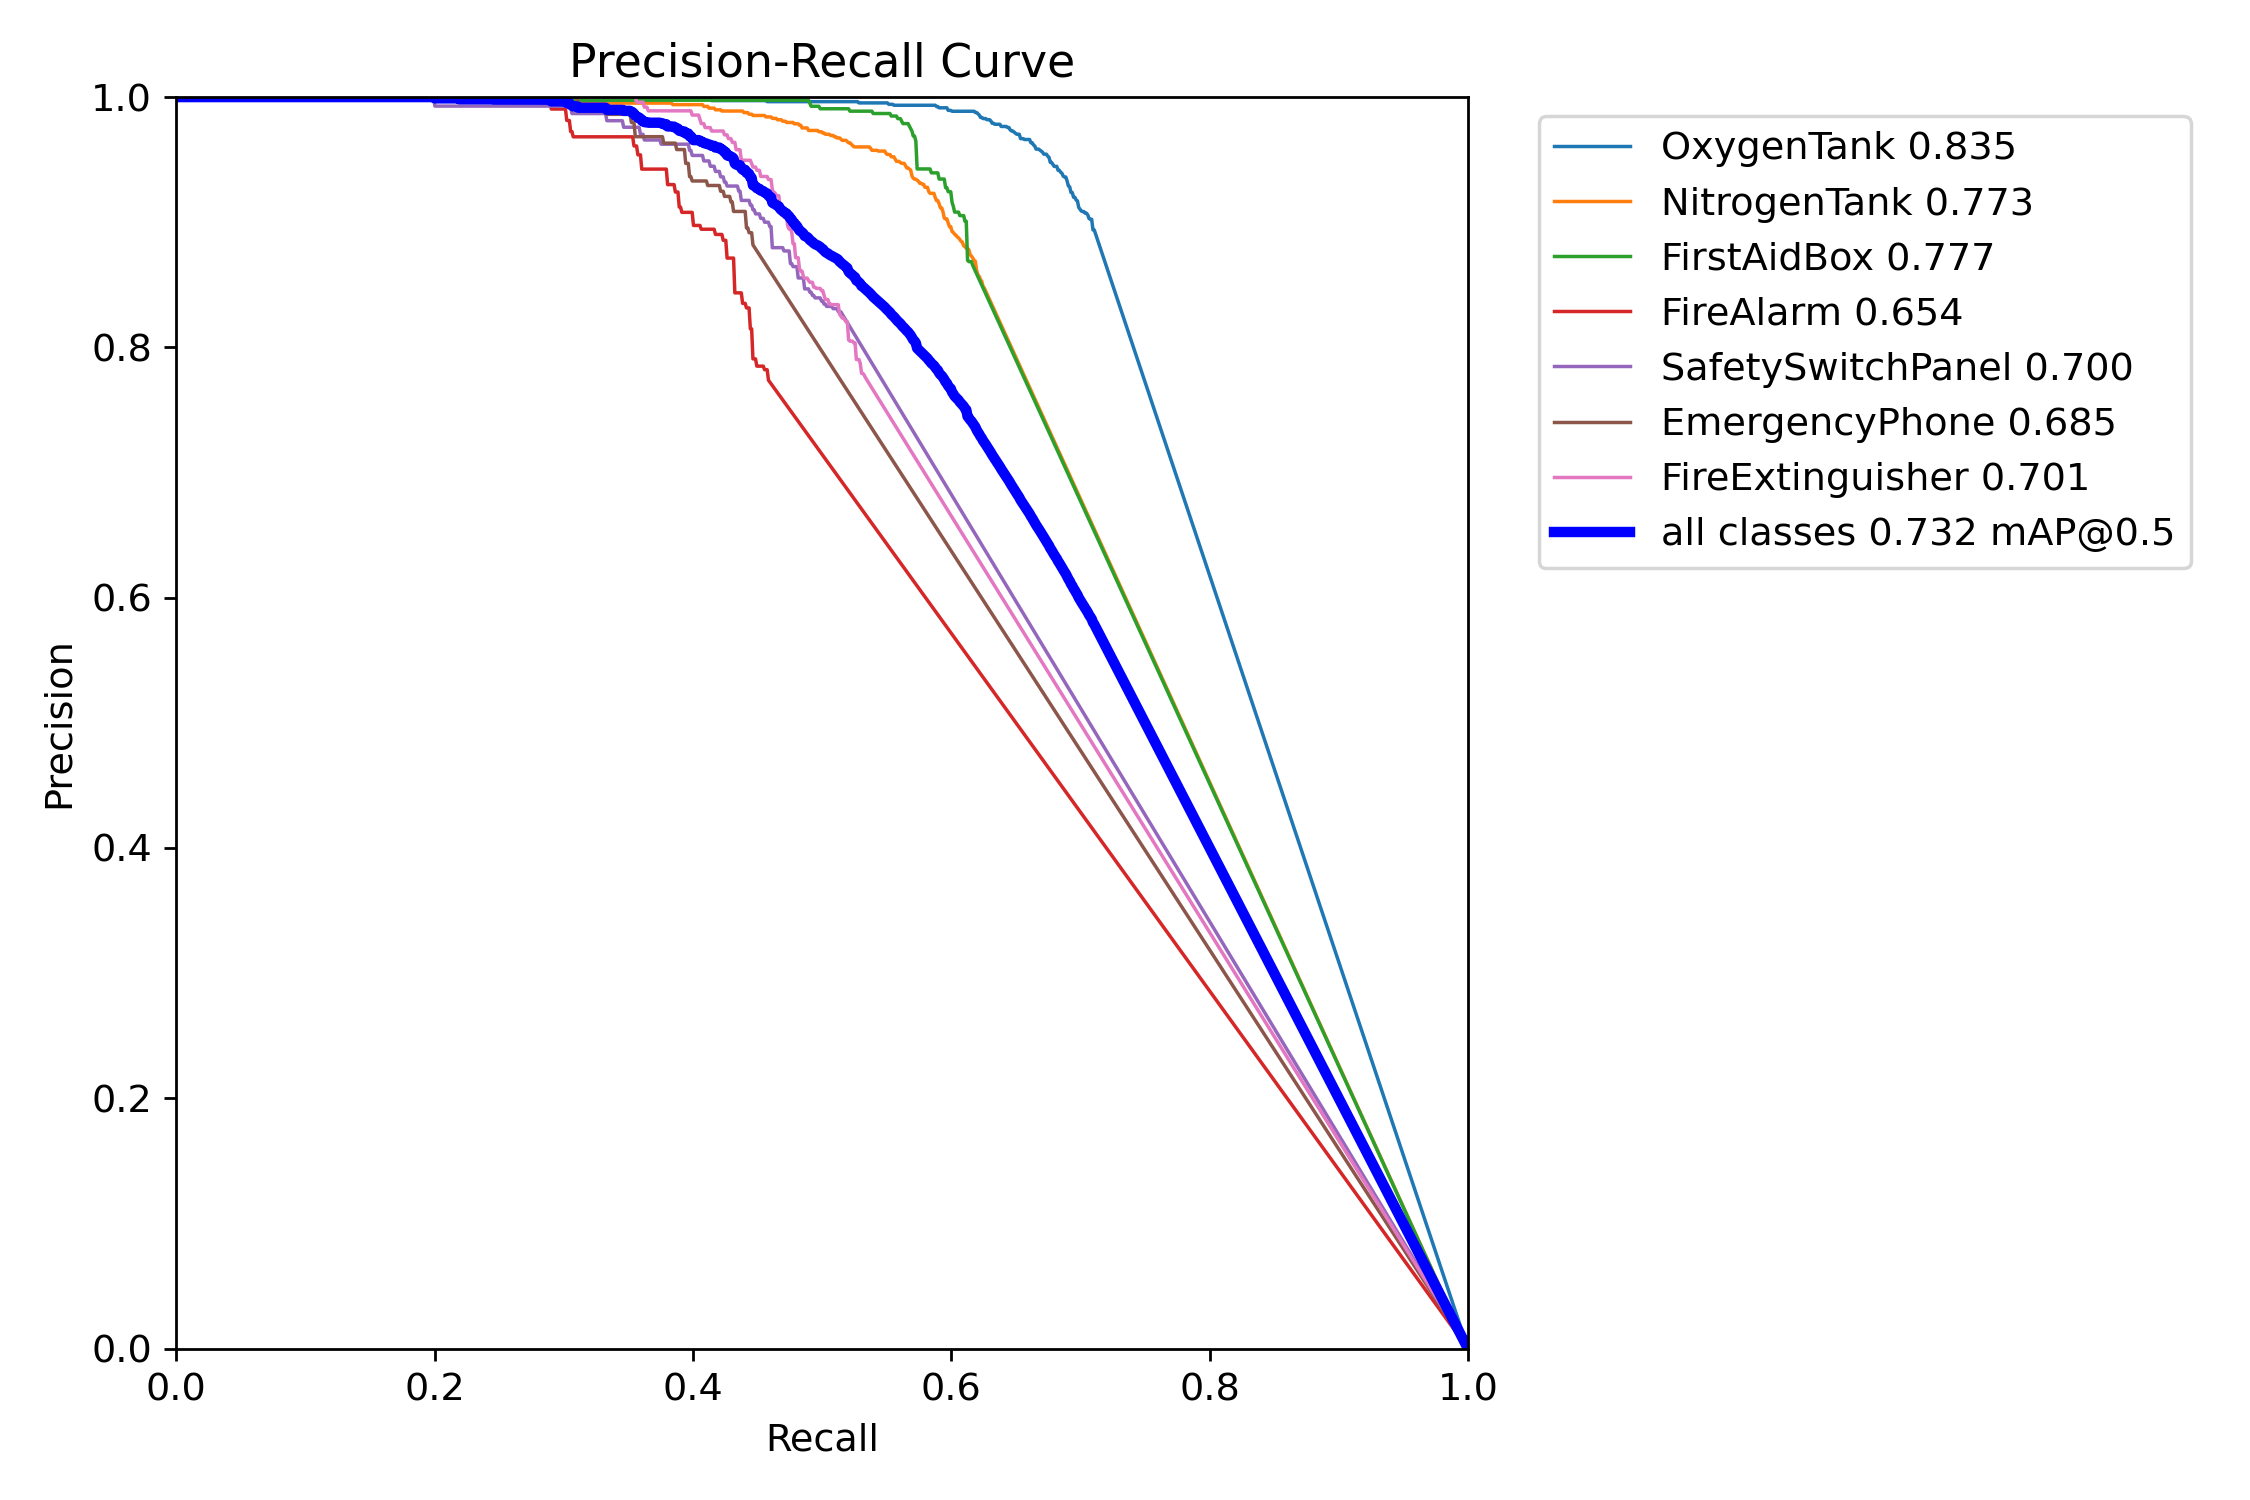 Precision-Recall Curve
1.0
0.8
0.6
0.4
0.2
0.0
Precision
0.0 0.2 0.4 0.6 0.8 1.0
Recall
OxygenTank 0.835
NitrogenTank 0.773
FirstAidBox 0.777
FireAlarm 0.654
SafetySwitchPanel 0.700
EmergencyPhone 0.685
FireExtinguisher 0.701
all classes 0.732 mAP@0.5